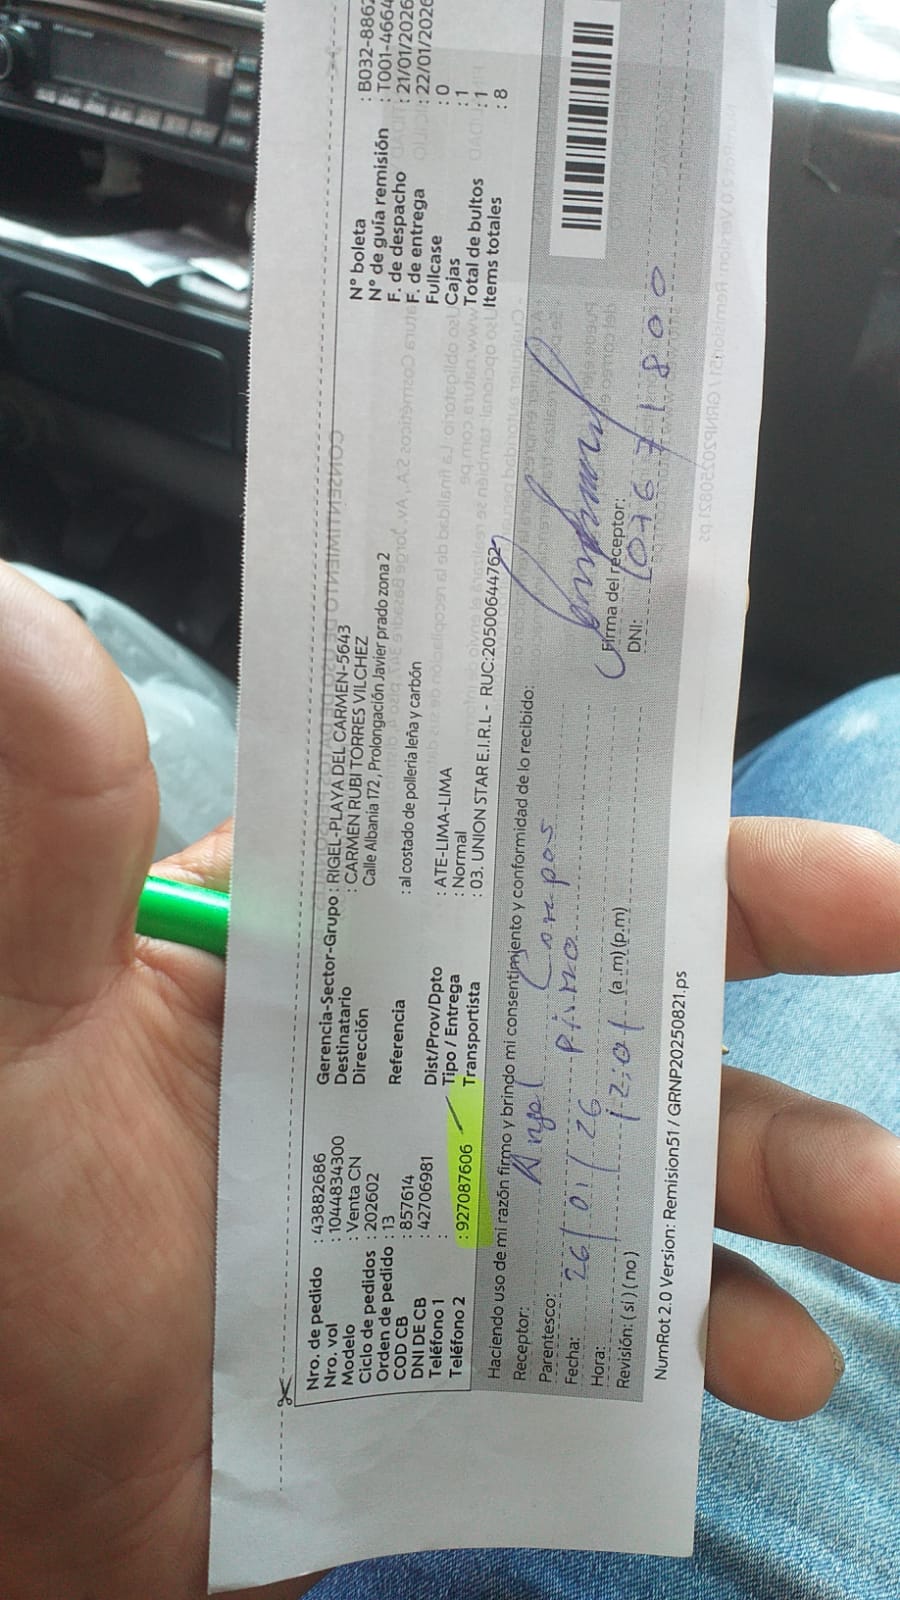 Nro. de pedido : 43882686
Nro. vol : 1044834300
Modelo : Venta CN
Ciclo de pedidos : 202602
Orden de pedido : 13
COD CB : 857614
DNI DE CB : 42706981
Teléfono 1 :
Teléfono 2 : 927087606
Gerencia-Sector-Grupo : RIGEL-PLAYA DEL CARMEN-5643
Destinatario : CARMEN RUBI TORRES VILCHEZ
Dirección Calle Albania 172, Prolongación Javier prado zona 2
Referencia : al costado de polleria leña y carbón
Dist/Prov/Dpto : ATE-LIMA-LIMA
Tipo / Entrega : Normal
Transportista : 03. UNION STAR E.I.R.L - RUC:20500644762
N° boleta : B032-8862
N° de guía remisión : T001-4664
F. de despacho : 21/01/2026
F. de entrega : 22/01/2026
Fullcase : 0
Cajas : 1
Total de bultos : 1
Items totales : 8
Haciendo uso de mi razón firmo y brindo mi consentimiento y conformidad de lo recibido:
Receptor: Angel Campos
Parentesco: Primo
Fecha: 26/01/26
Hora: 12:01 (a.m)(p.m)
Revisión: ( si ) ( no )
Firma del receptor:
DNI: 107671800
NumRot 2.0 Version: Remision51 / GRNP20250821.ps